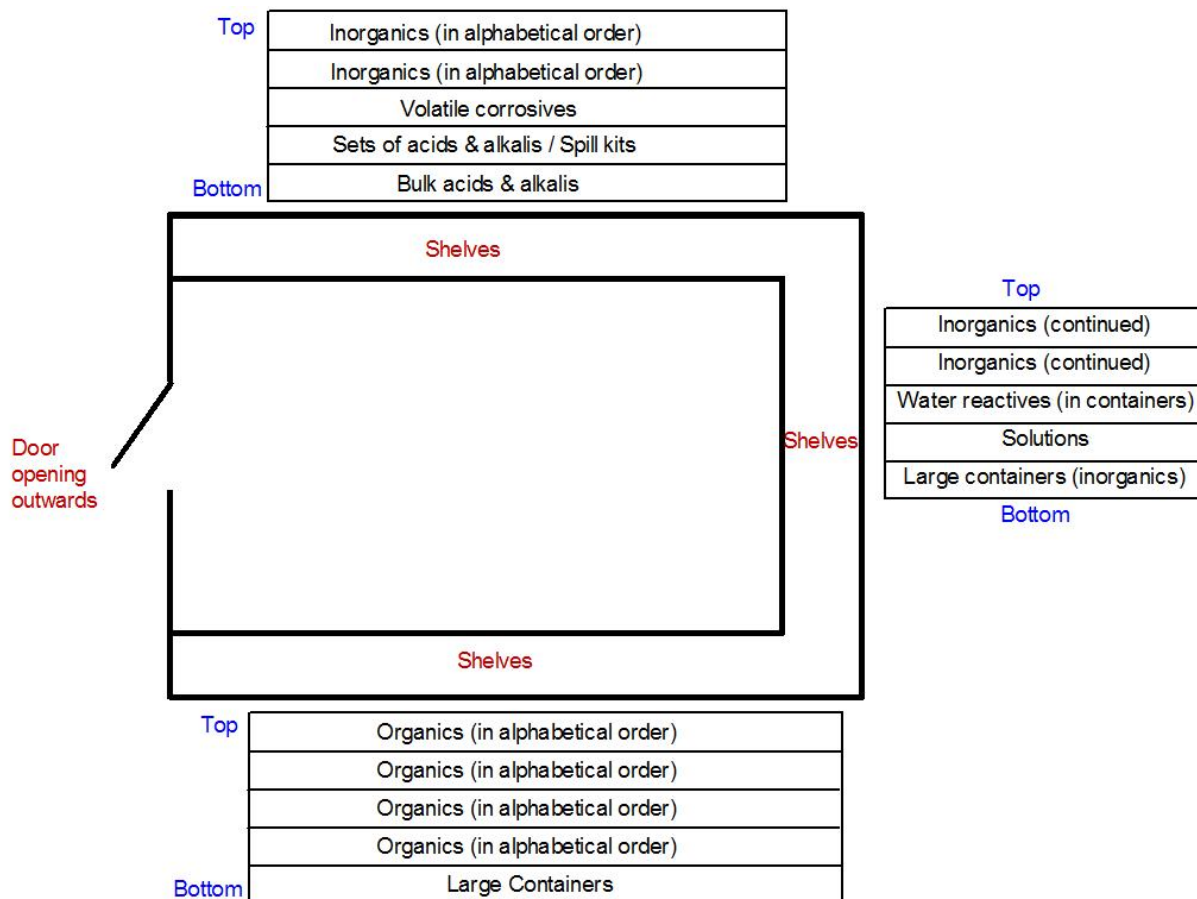 Top
Inorganics (in alphabetical order)
Inorganics (in alphabetical order)
Volatile corrosives
Sets of acids & alkalis / Spill kits
Bottom
Bulk acids & alkalis
Shelves
Top
Inorganics (continued)
Inorganics (continued)
Water reactives (in containers)
Solutions
Large containers (inorganics)
Bottom
Shelves
Door
opening
outwards
Shelves
Top
Organics (in alphabetical order)
Organics (in alphabetical order)
Organics (in alphabetical order)
Organics (in alphabetical order)
Bottom
Large Containers